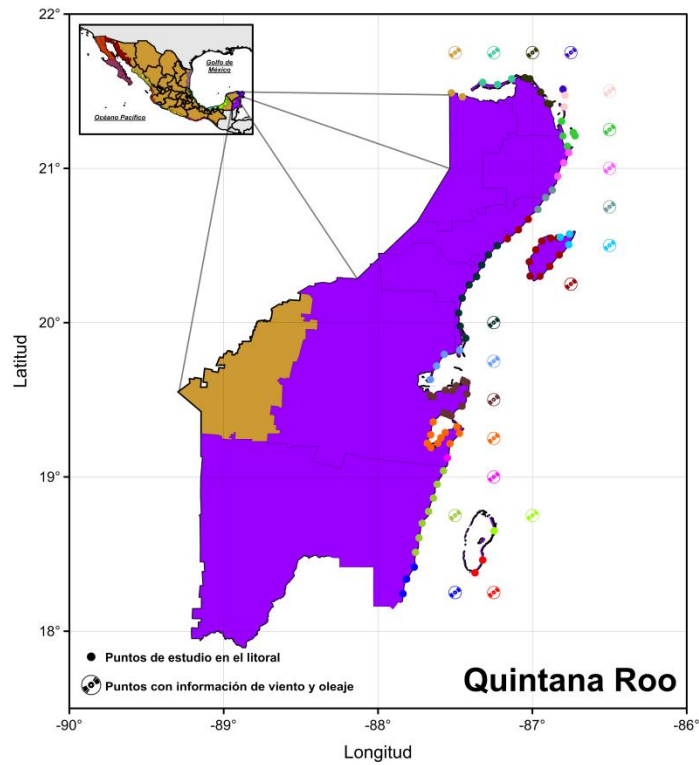 22°
21°
20°
19°
18°
Latitud
Golfo de
México
Océano Pacífico
Puntos de estudio en el litoral
Puntos con información de viento y oleaje
Quintana Roo
-90°
-89°
-88°
-87°
-86°
Longitud